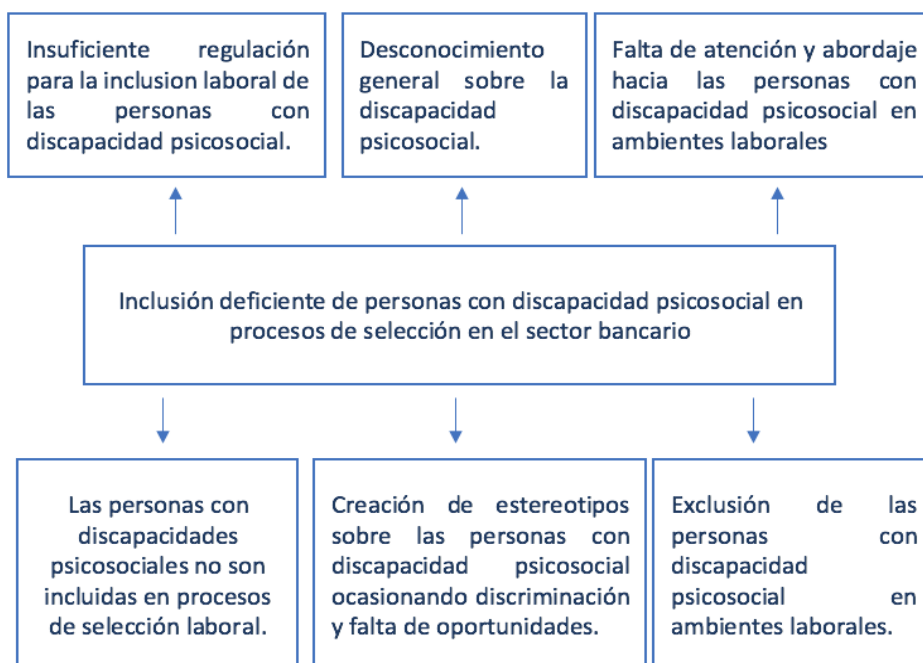 Insuficiente regulación
para la inclusion laboral de
las personas con
discapacidad psicosocial.
Desconocimiento
general sobre la
discapacidad
psicosocial.
Falta de atención y abordaje
hacia las personas con
discapacidad psicosocial en
ambientes laborales
Inclusión deficiente de personas con discapacidad psicosocial en
procesos de selección en el sector bancario
Las personas con
discapacidades
psicosociales no son
incluidas en procesos
de selección laboral.
Creación de estereotipos
sobre las personas con
discapacidad psicosocial
ocasionando discriminación
y falta de oportunidades.
Exclusión de las
personas con
discapacidad
psicosocial en
ambientes laborales.